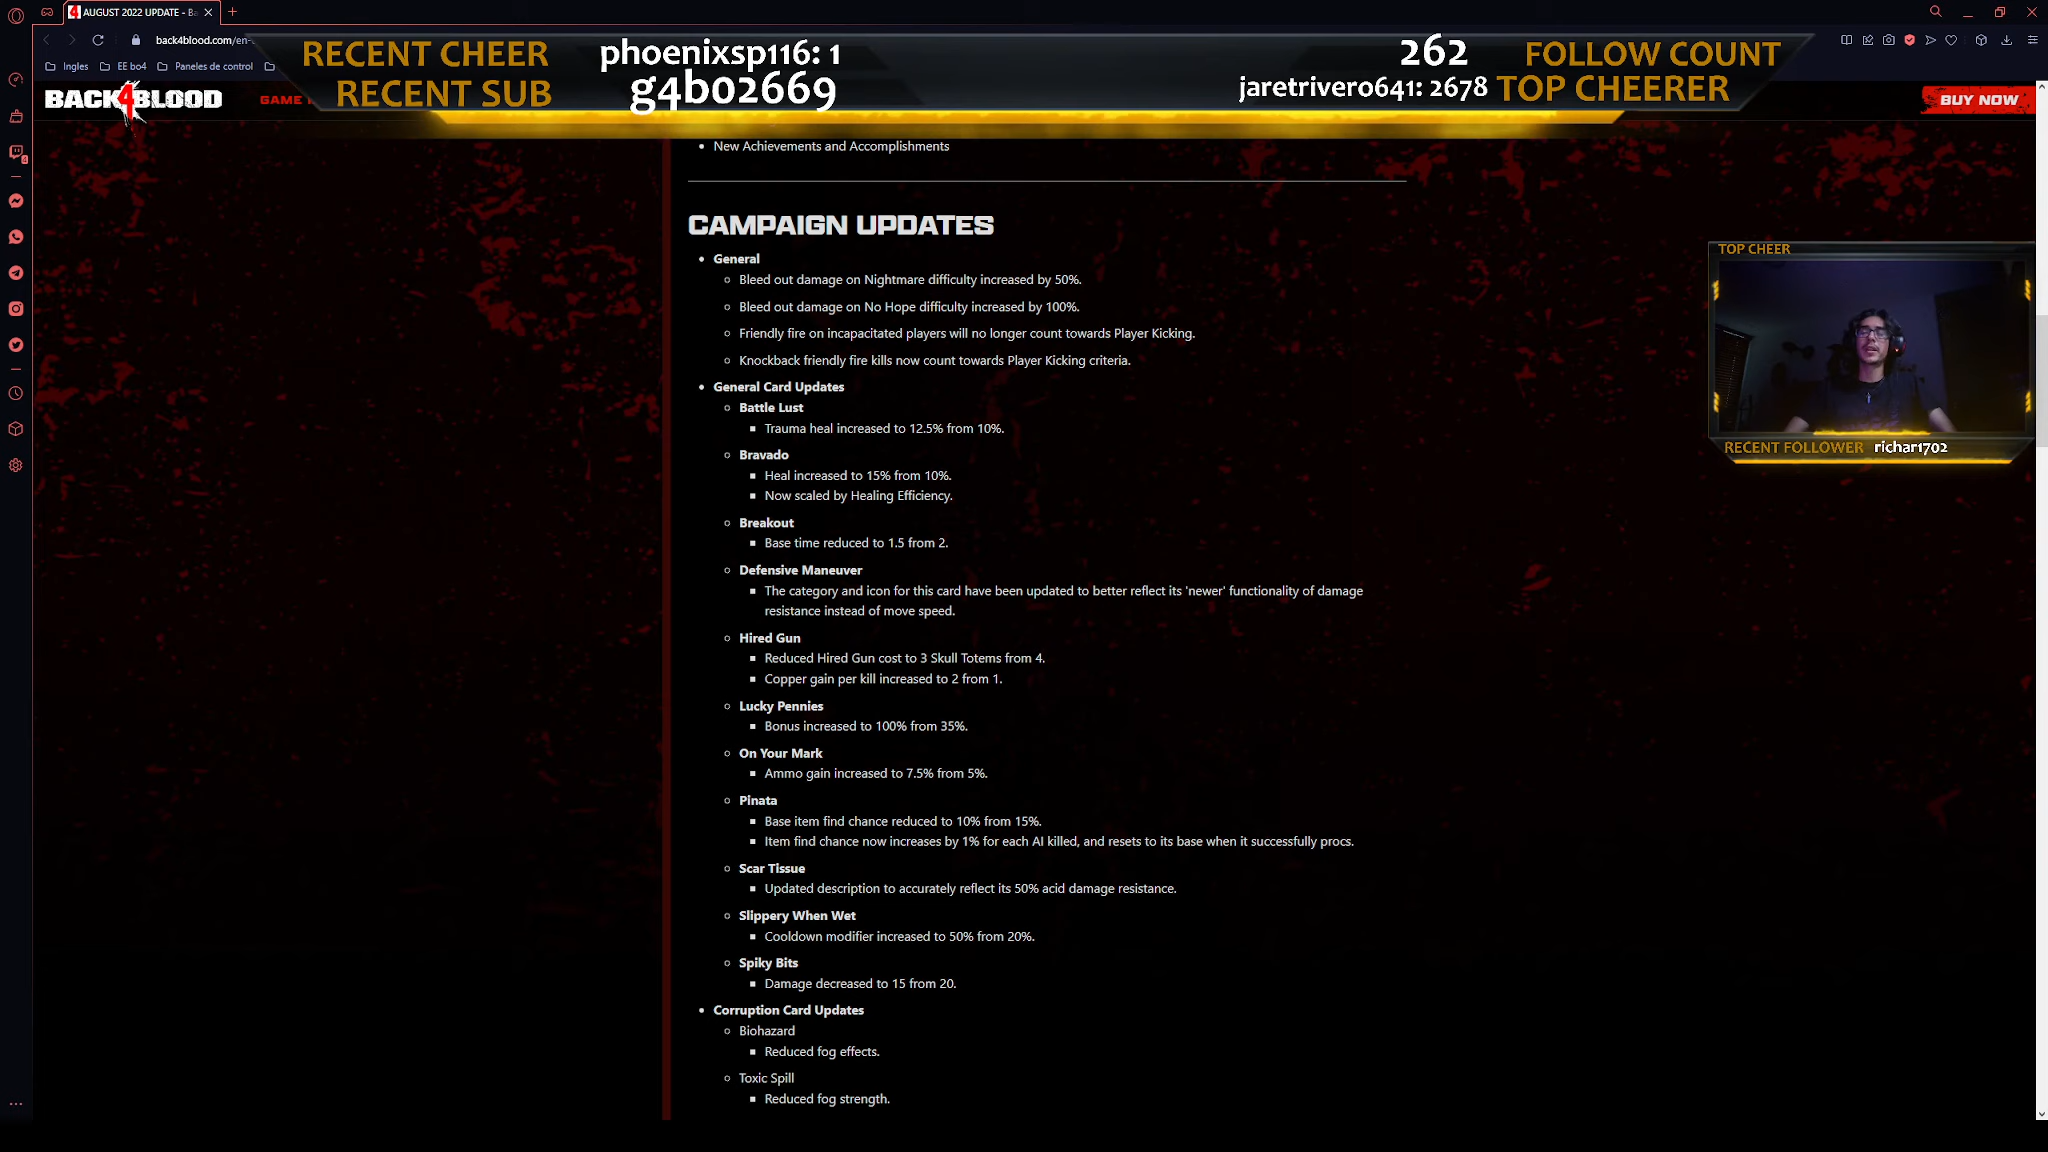 AUGUST 2022 UPDATE - Ba
back4blood.com/en-
Ingles
EE bo4
Paneles de control
RECENT CHEER
phoenixsp116: 1
RECENT SUB
g4b02669
262
FOLLOW COUNT
jaretrivero641: 2678
TOP CHEERER
BACK4BLOOD
GAME
BUY NOW
• New Achievements and Accomplishments
CAMPAIGN UPDATES
• General
○ Bleed out damage on Nightmare difficulty increased by 50%.
○ Bleed out damage on No Hope difficulty increased by 100%.
○ Friendly fire on incapacitated players will no longer count towards Player Kicking.
○ Knockback friendly fire kills now count towards Player Kicking criteria.
• General Card Updates
○ Battle Lust
▪ Trauma heal increased to 12.5% from 10%.
○ Bravado
▪ Heal increased to 15% from 10%.
▪ Now scaled by Healing Efficiency.
○ Breakout
▪ Base time reduced to 1.5 from 2.
○ Defensive Maneuver
▪ The category and icon for this card have been updated to better reflect its 'newer' functionality of damage
resistance instead of move speed.
○ Hired Gun
▪ Reduced Hired Gun cost to 3 Skull Totems from 4.
▪ Copper gain per kill increased to 2 from 1.
○ Lucky Pennies
▪ Bonus increased to 100% from 35%.
○ On Your Mark
▪ Ammo gain increased to 7.5% from 5%.
○ Pinata
▪ Base item find chance reduced to 10% from 15%.
▪ Item find chance now increases by 1% for each AI killed, and resets to its base when it successfully procs.
○ Scar Tissue
▪ Updated description to accurately reflect its 50% acid damage resistance.
○ Slippery When Wet
▪ Cooldown modifier increased to 50% from 20%.
○ Spiky Bits
▪ Damage decreased to 15 from 20.
• Corruption Card Updates
○ Biohazard
▪ Reduced fog effects.
○ Toxic Spill
▪ Reduced fog strength.
TOP CHEER
RECENT FOLLOWER richar1702